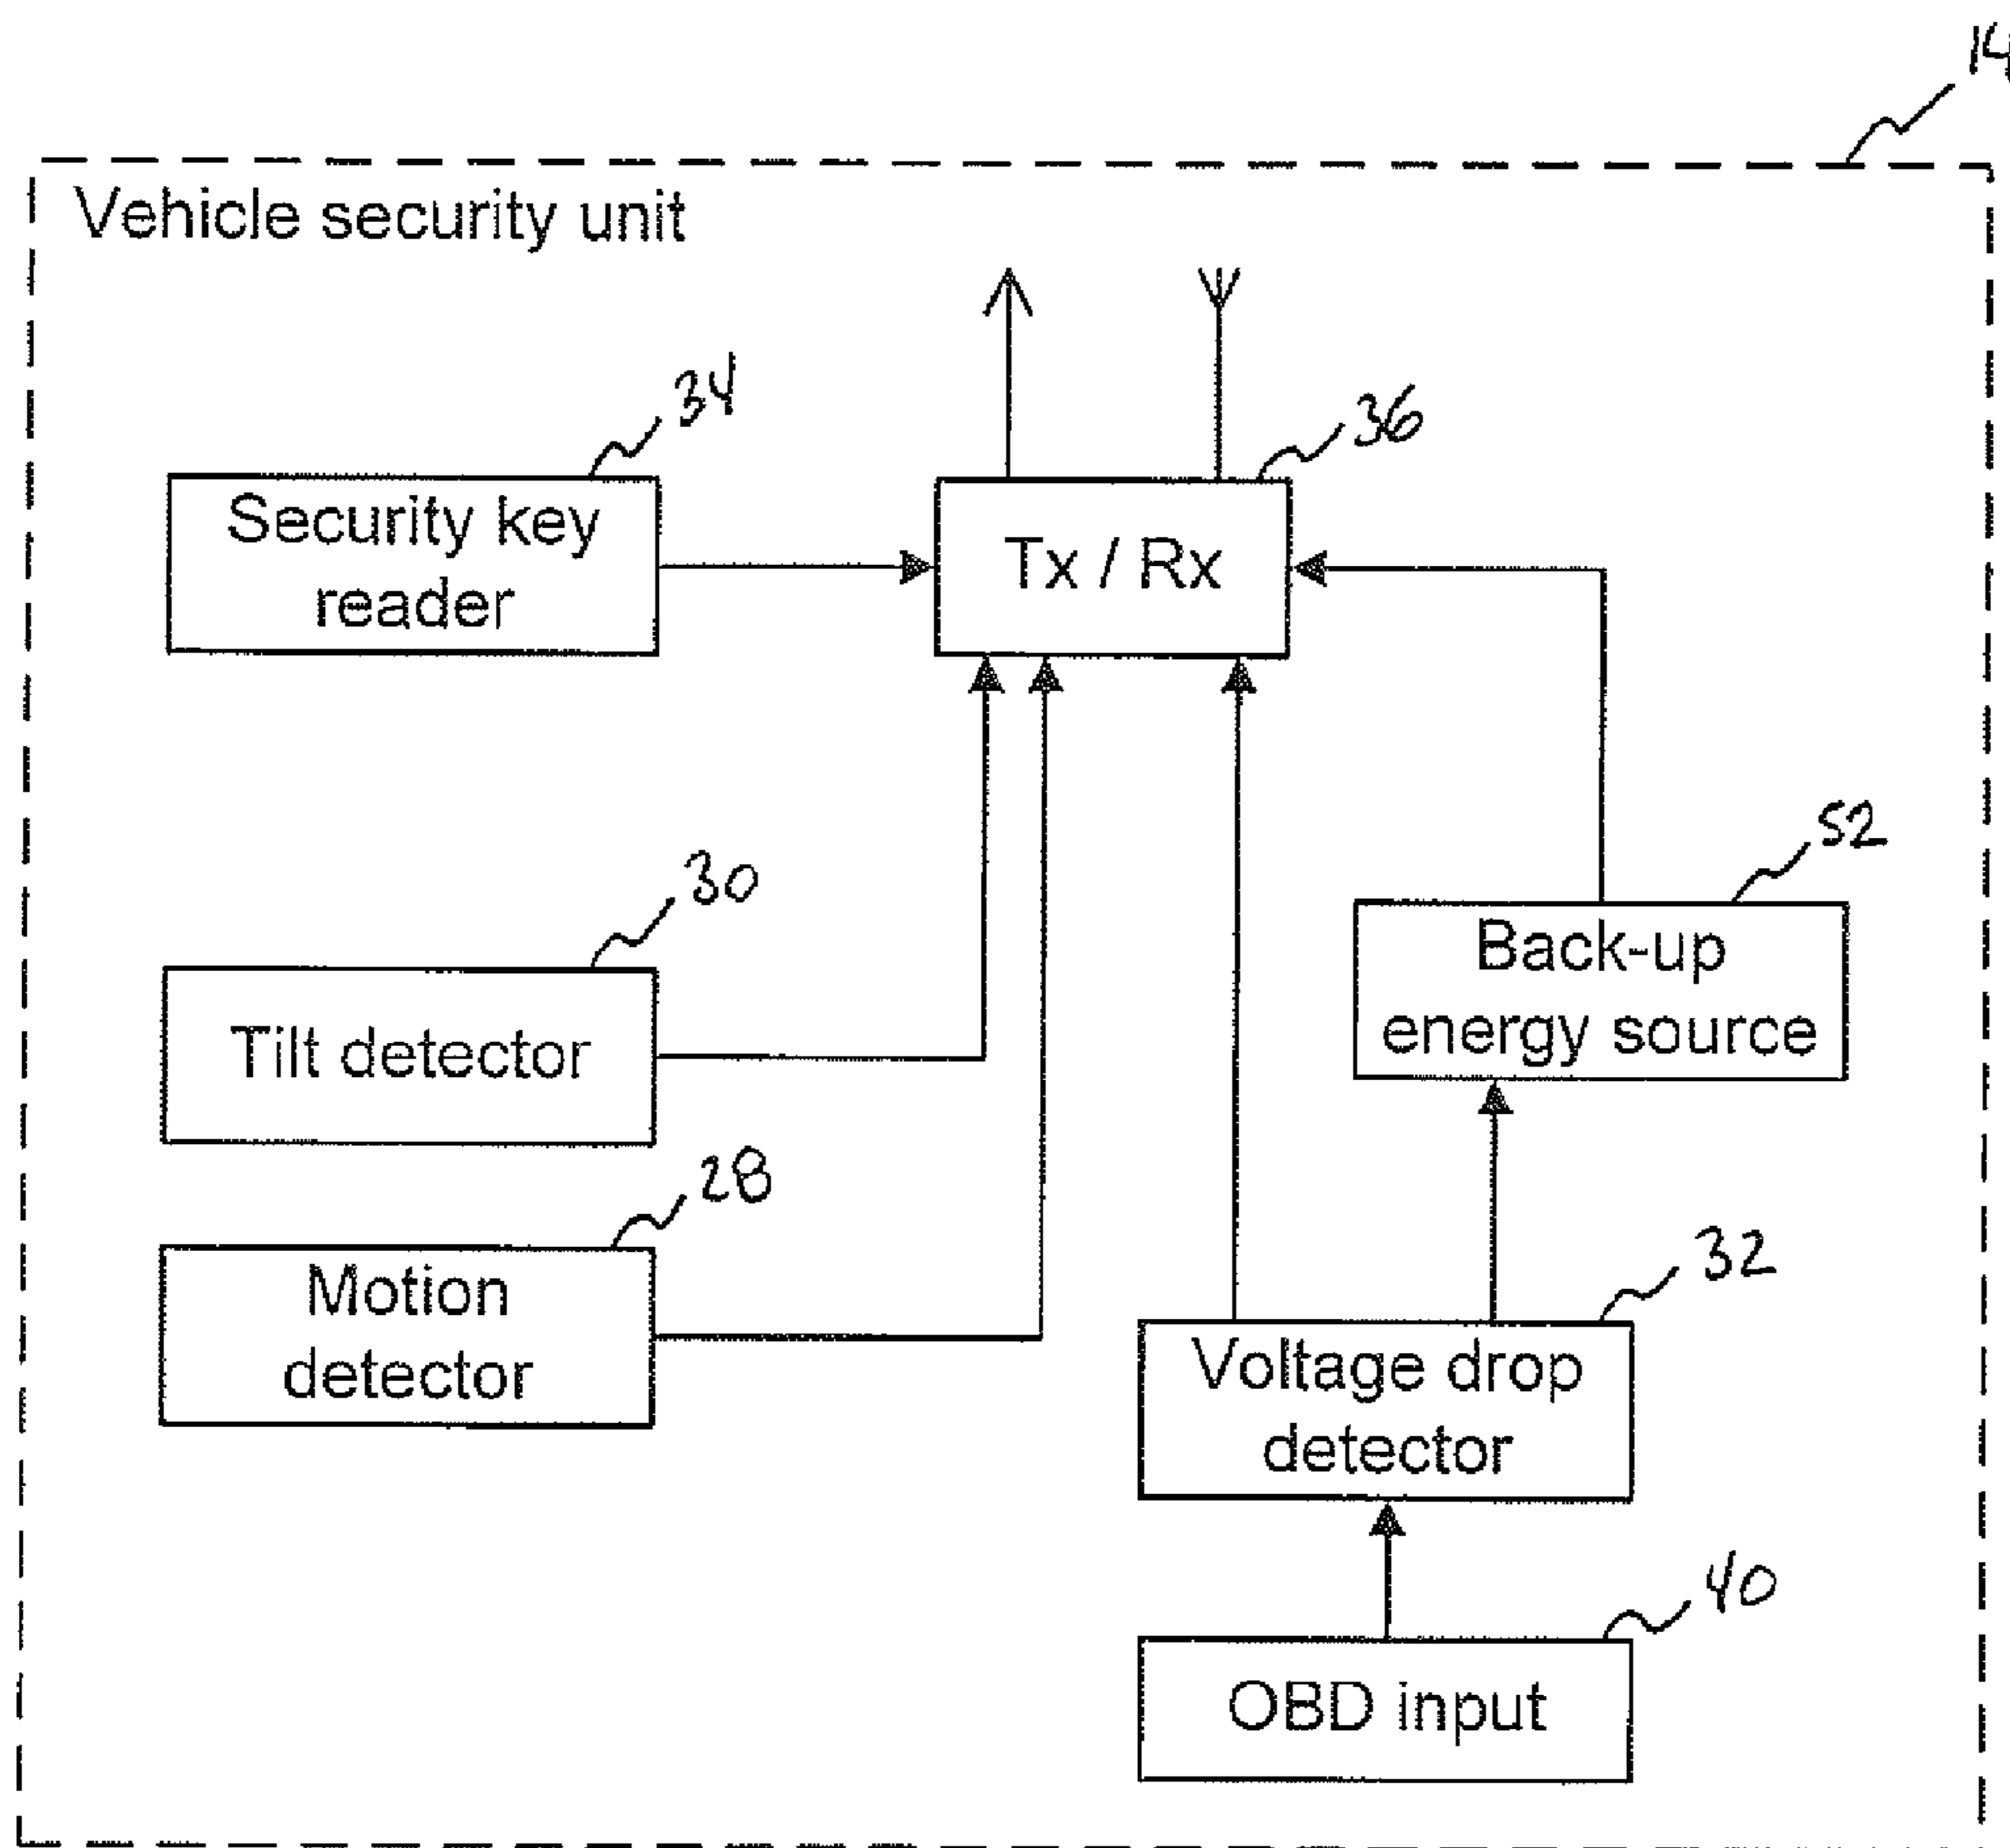 14
Vehicle security unit
34
36
Security key
reader
Tx / Rx
30
52
Back-up
energy source
Tilt detector
28
Motion
detector
32
Voltage drop
detector
40
OBD input